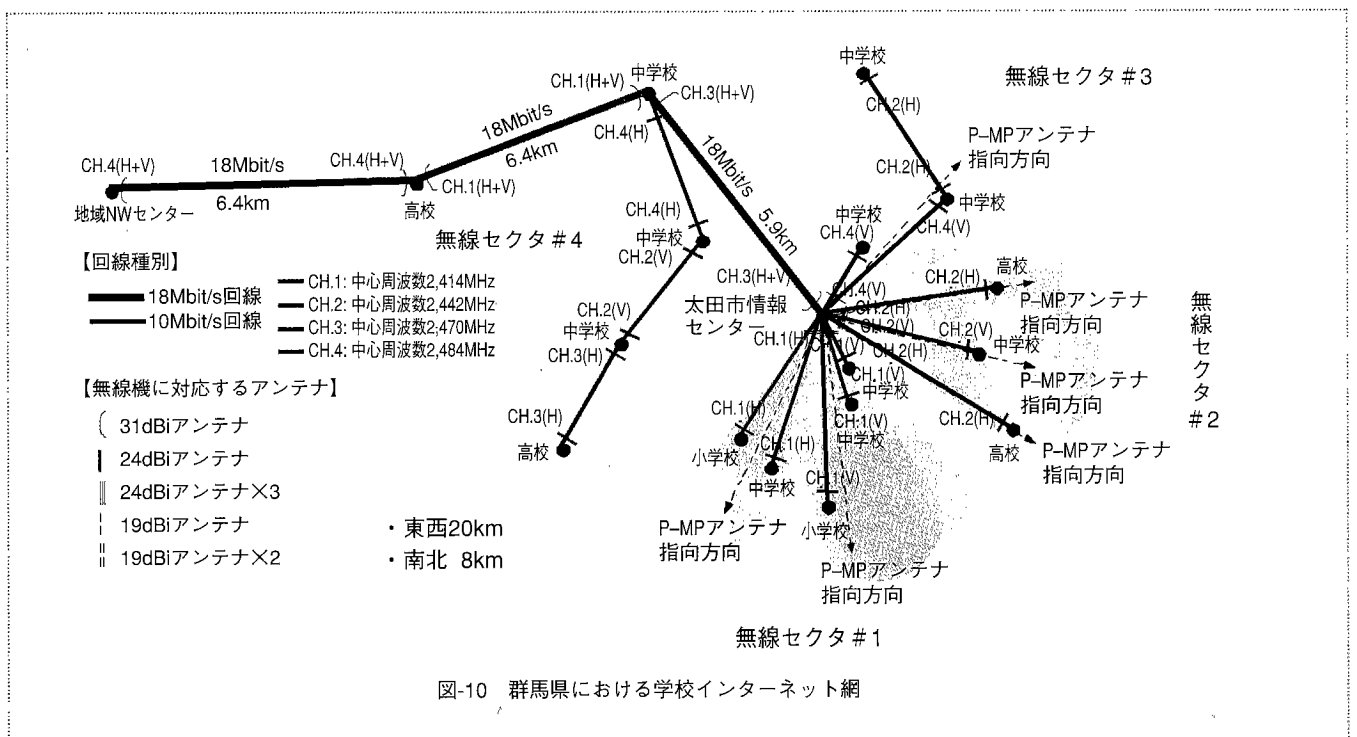 中学校
無線セクタ#3
CH.1(H+V)
中学校
CH.3(H+V)
CH.2(H)
18Mbit/s
6.4km
CH.4(H)
P-MPアンテナ
指向方向
CH.4(H+V)
18Mbit/s
CH.4(H+V)
CH.2(H)
18Mbit/s
5.9km
6.4km
CH.1(H+V)
地域NWセンター
高校
中学校
CH.4(V)
CH.4(H)
中学校
CH.4(V)
無線セクタ#4
中学校
CH.2(V)
CH.2(H)
高校
P-MPアンテナ
指向方向
【回線種別】
18Mbit/s回線
10Mbit/s回線
CH.1: 中心周波数2,414MHz
CH.2: 中心周波数2,442MHz
CH.3: 中心周波数2,470MHz
CH.4: 中心周波数2,484MHz
CH.3(H+V)
太田市情報
センター
CH.4(V)
CH.2(H)
CH.2(V)
CH.2(H)
CH.2(V)
中学校
P-MPアンテナ
指向方向
無線セクタ#2
CH.2(V)
中学校
CH.3(H)
CH.1(H)
CH.1(V)
CH.1(V)
中学校
CH.1(V)
中学校
CH.2(H)
高校
P-MPアンテナ
指向方向
【無線機に対応するアンテナ】
31dBiアンテナ
24dBiアンテナ
24dBiアンテナ×3
19dBiアンテナ
19dBiアンテナ×2
・東西20km
・南北 8km
CH.3(H)
高校
CH.1(H)
小学校
CH.1(H)
中学校
CH.1(V)
小学校
P-MPアンテナ
指向方向
P-MPアンテナ
指向方向
無線セクタ#1
図-10 群馬県における学校インターネット網